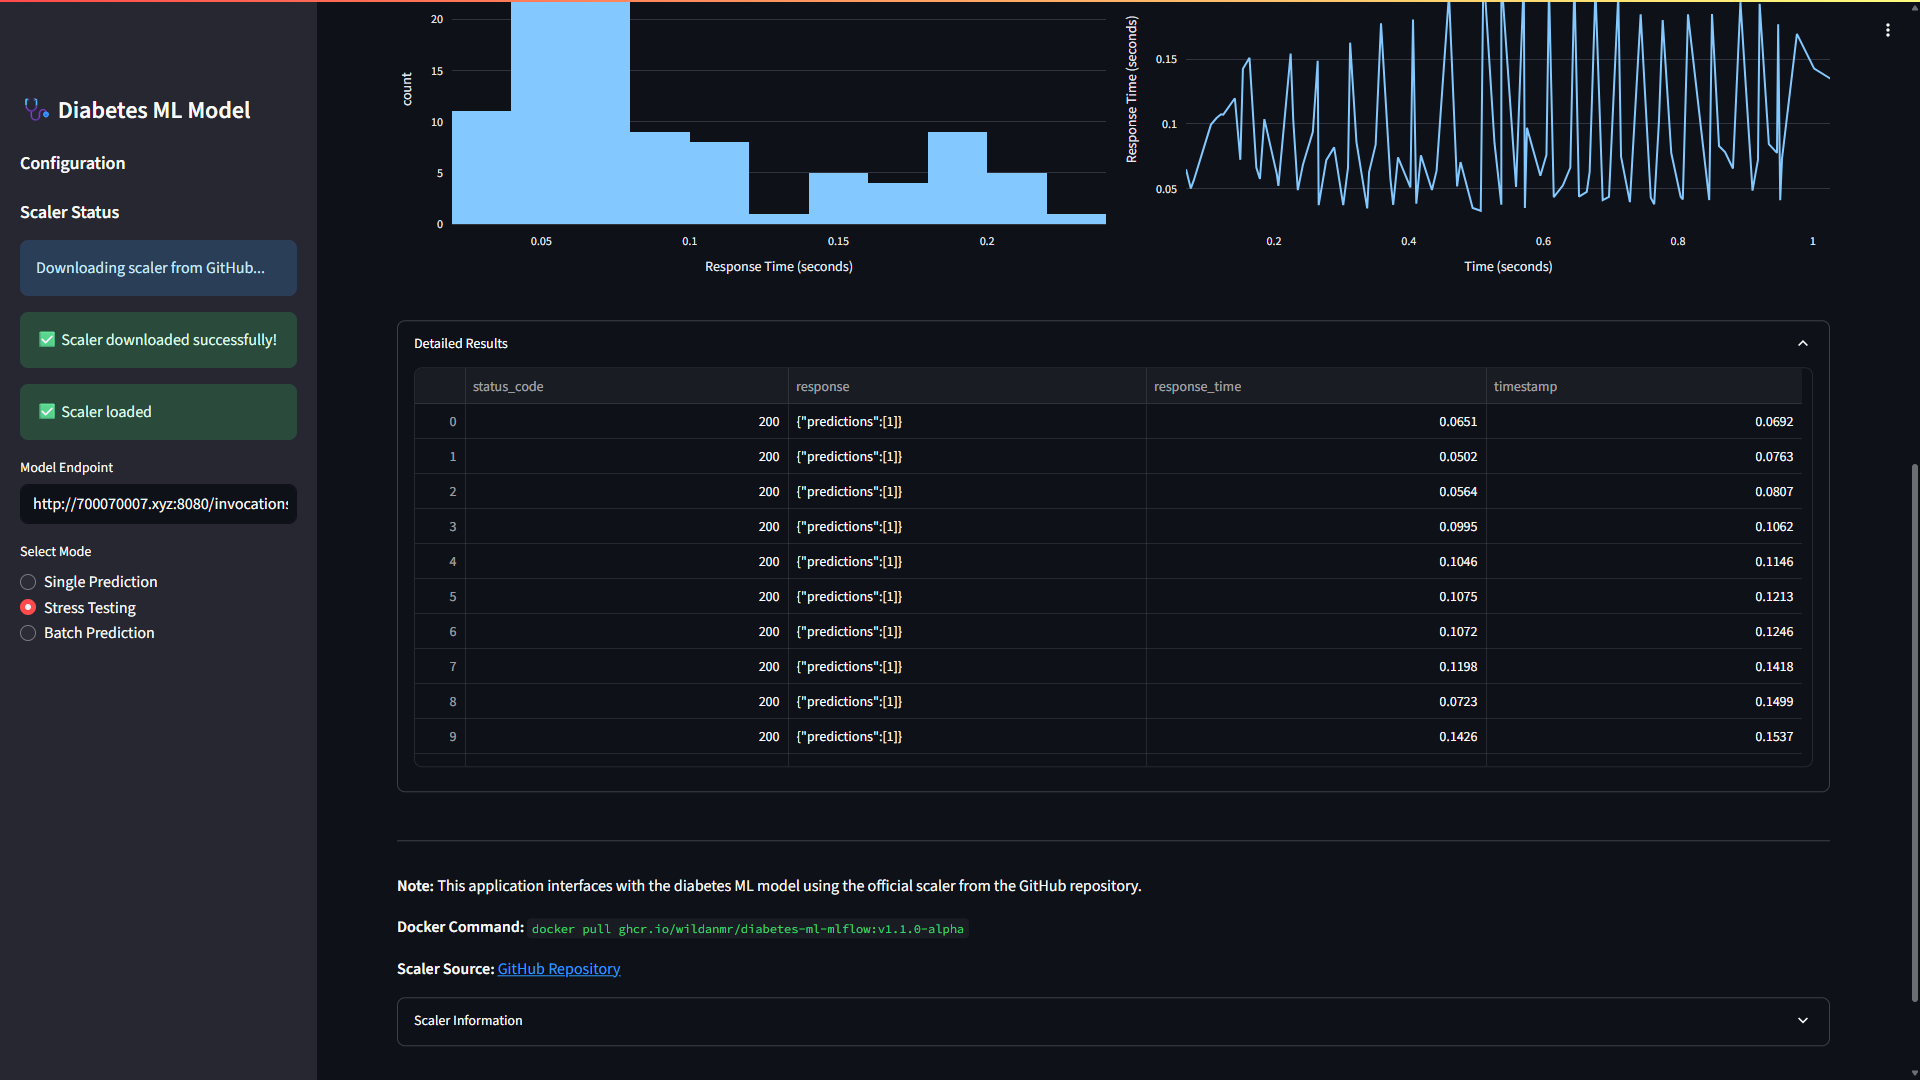 Diabetes ML Model
Configuration
Scaler Status
Downloading scaler from GitHub...
✅ Scaler downloaded successfully!
✅ Scaler loaded
Model Endpoint
http://700070007.xyz:8080/invocations
Select Mode
Single Prediction
Stress Testing
Batch Prediction
count
20
15
10
5
0
0.05 0.1 0.15 0.2
Response Time (seconds)
Response Time (seconds)
0.15
0.1
0.05
0.2 0.4 0.6 0.8 1
Time (seconds)
Detailed Results
status_code response response_time timestamp
0 200 {"predictions":[1]} 0.0651 0.0692
1 200 {"predictions":[1]} 0.0502 0.0763
2 200 {"predictions":[1]} 0.0564 0.0807
3 200 {"predictions":[1]} 0.0995 0.1062
4 200 {"predictions":[1]} 0.1046 0.1146
5 200 {"predictions":[1]} 0.1075 0.1213
6 200 {"predictions":[1]} 0.1072 0.1246
7 200 {"predictions":[1]} 0.1198 0.1418
8 200 {"predictions":[1]} 0.0723 0.1499
9 200 {"predictions":[1]} 0.1426 0.1537
Note: This application interfaces with the diabetes ML model using the official scaler from the GitHub repository.
Docker Command: docker pull ghcr.io/wildanmr/diabetes-ml-mlflow:v1.1.0-alpha
Scaler Source: GitHub Repository
Scaler Information